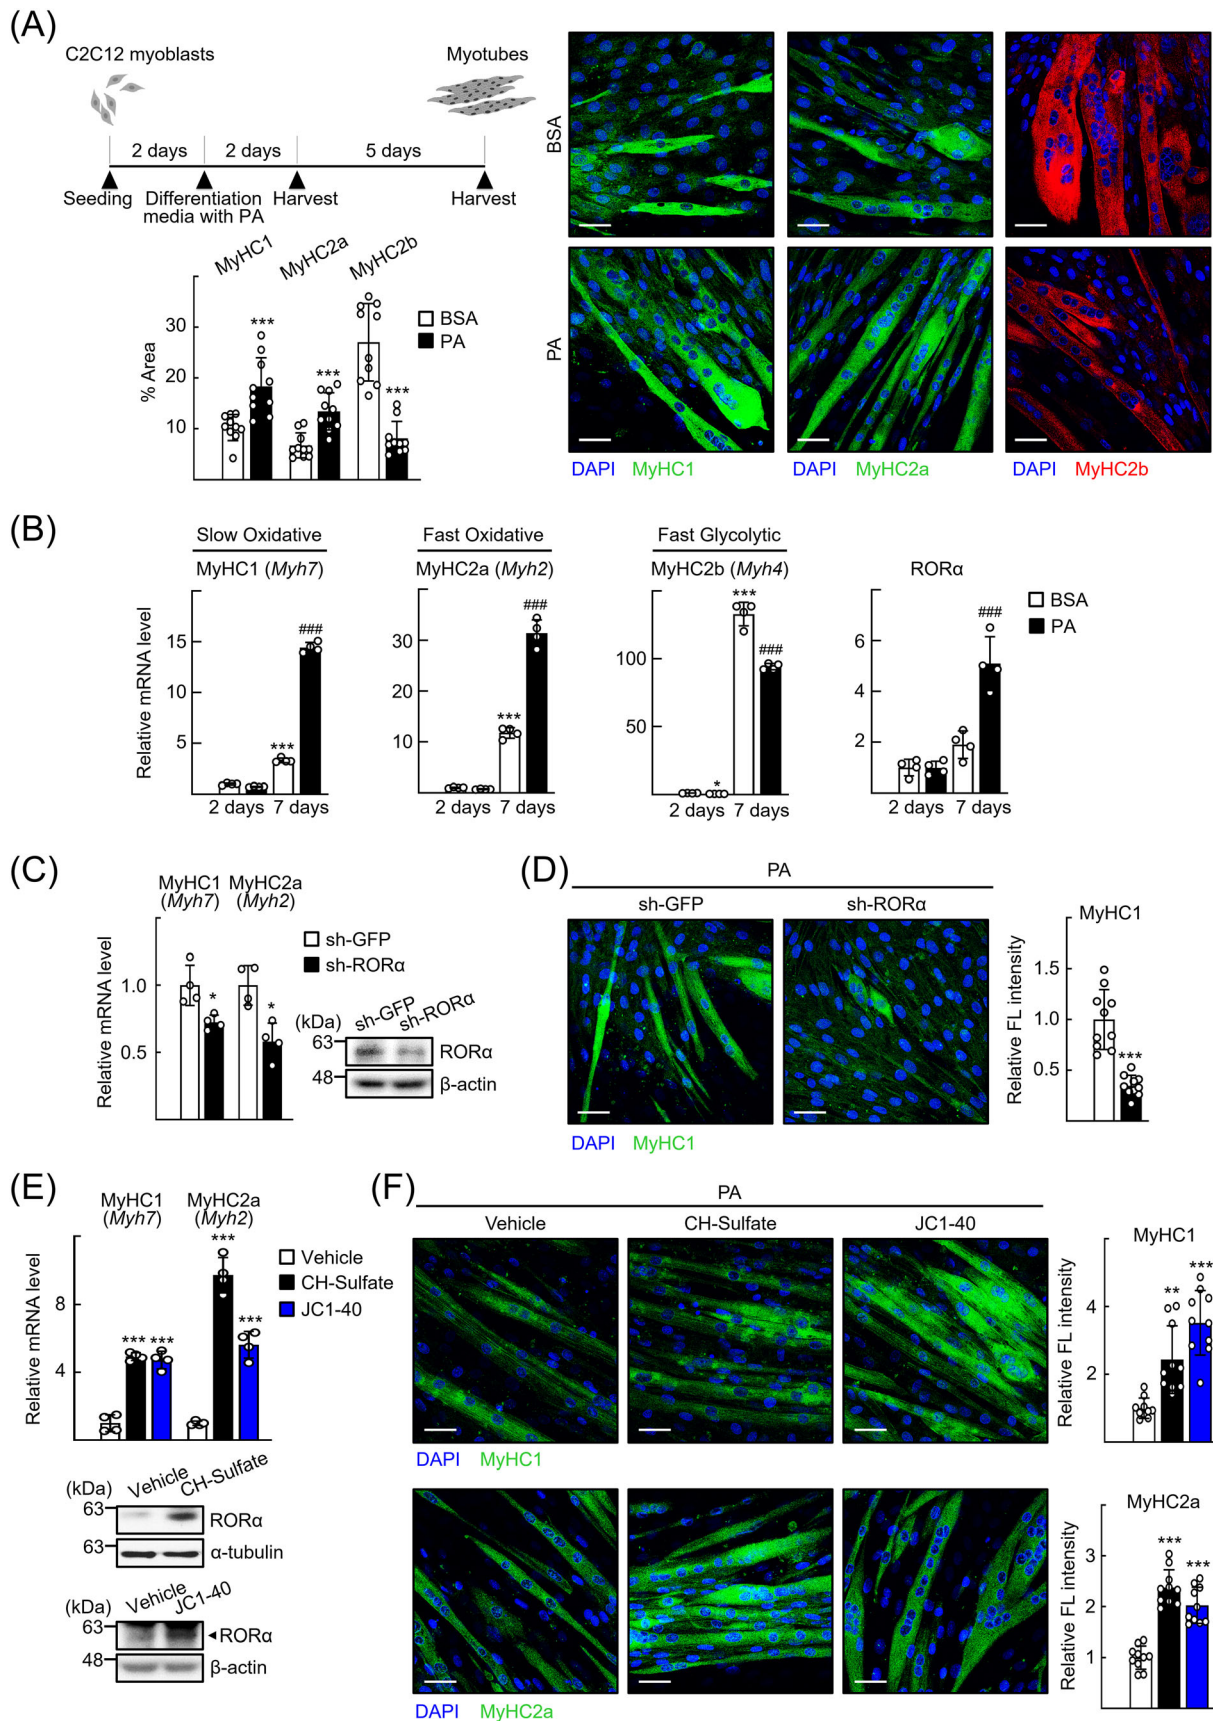 (A)
C2C12 myoblasts
Myotubes
2 days
2 days
5 days
Seeding
Differentiation
media with PA
Harvest
Harvest
MyHC1
MyHC2a
MyHC2b
% Area
30
20
10
***
***
***
BSA
PA
BSA
PA
DAPI MyHC1
DAPI MyHC2a
DAPI MyHC2b
(B)
Slow Oxidative
Fast Oxidative
Fast Glycolytic
MyHC1 (Myh7)
MyHC2a (Myh2)
MyHC2b (Myh4)
RORα
Relative mRNA level
15
10
5
***
###
2 days
7 days
30
20
10
***
###
2 days
7 days
100
50
*
***
###
2 days
7 days
6
4
2
###
2 days
7 days
BSA
PA
(C)
MyHC1
(Myh7)
MyHC2a
(Myh2)
Relative mRNA level
1.0
0.5
*
*
sh-GFP
sh-RORα
(kDa)
sh-GFP
sh-RORα
63
RORα
48
β-actin
(D)
PA
sh-GFP
sh-RORα
DAPI MyHC1
MyHC1
Relative FL intensity
1.5
1.0
0.5
***
(E)
MyHC1
(Myh7)
MyHC2a
(Myh2)
Relative mRNA level
8
4
***
***
***
***
Vehicle
CH-Sulfate
JC1-40
(kDa)
Vehicle
CH-Sulfate
63
RORα
63
α-tubulin
(kDa)
Vehicle
JC1-40
63
RORα
48
β-actin
(F)
PA
Vehicle
CH-Sulfate
JC1-40
DAPI MyHC1
MyHC1
Relative FL intensity
4
2
**
***
DAPI MyHC2a
MyHC2a
Relative FL intensity
3
2
1
***
***